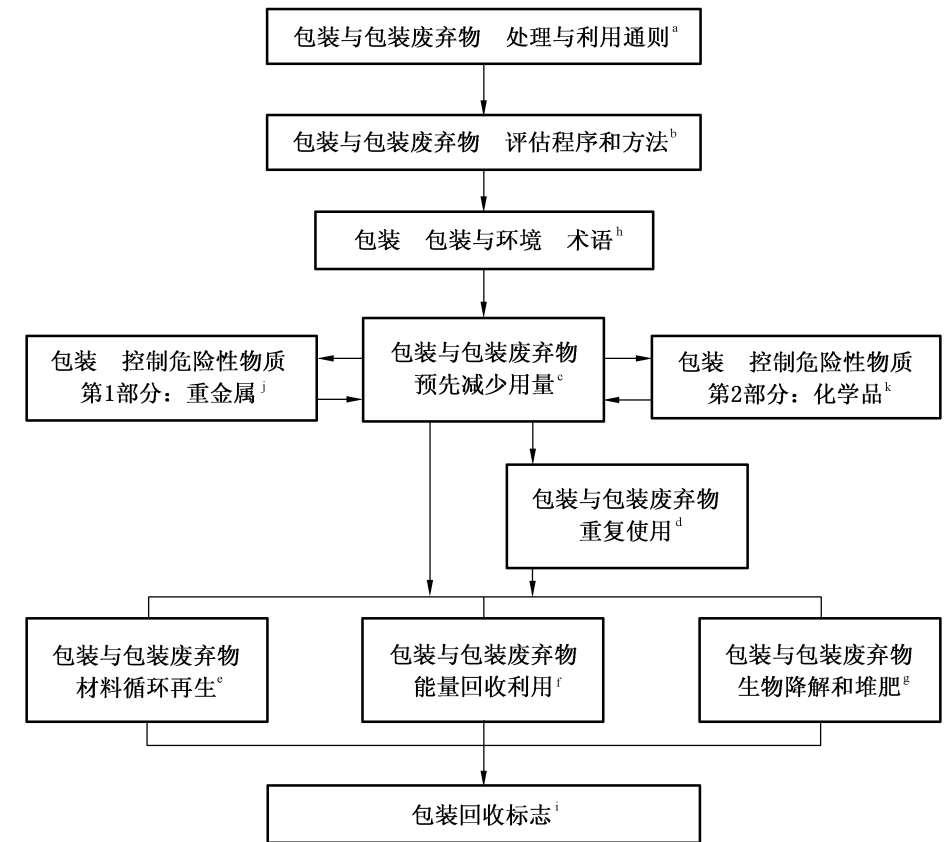 包装与包装废弃物　处理与利用通则a
包装与包装废弃物　评估程序和方法b
包装　包装与环境　术语h
包装　控制危险性物质
第1部分：重金属j
包装与包装废弃物
预先减少用量c
包装　控制危险性物质
第2部分：化学品k
包装与包装废弃物
重复使用d
包装与包装废弃物
材料循环再生e
包装与包装废弃物
能量回收利用f
包装与包装废弃物
生物降解和堆肥g
包装回收标志i